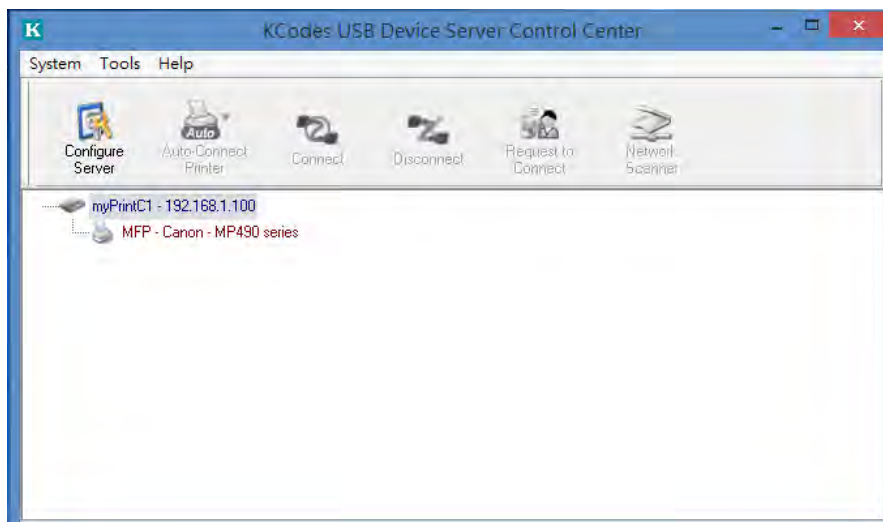 K KCodes USB Device Server Control Center
System Tools Help
Configure Server
Auto
Auto-Connect Printer
Connect
Disconnect
Request to Connect
Network Scanner
myPrintC1 - 192.168.1.100
MFP - Canon - MP490 series